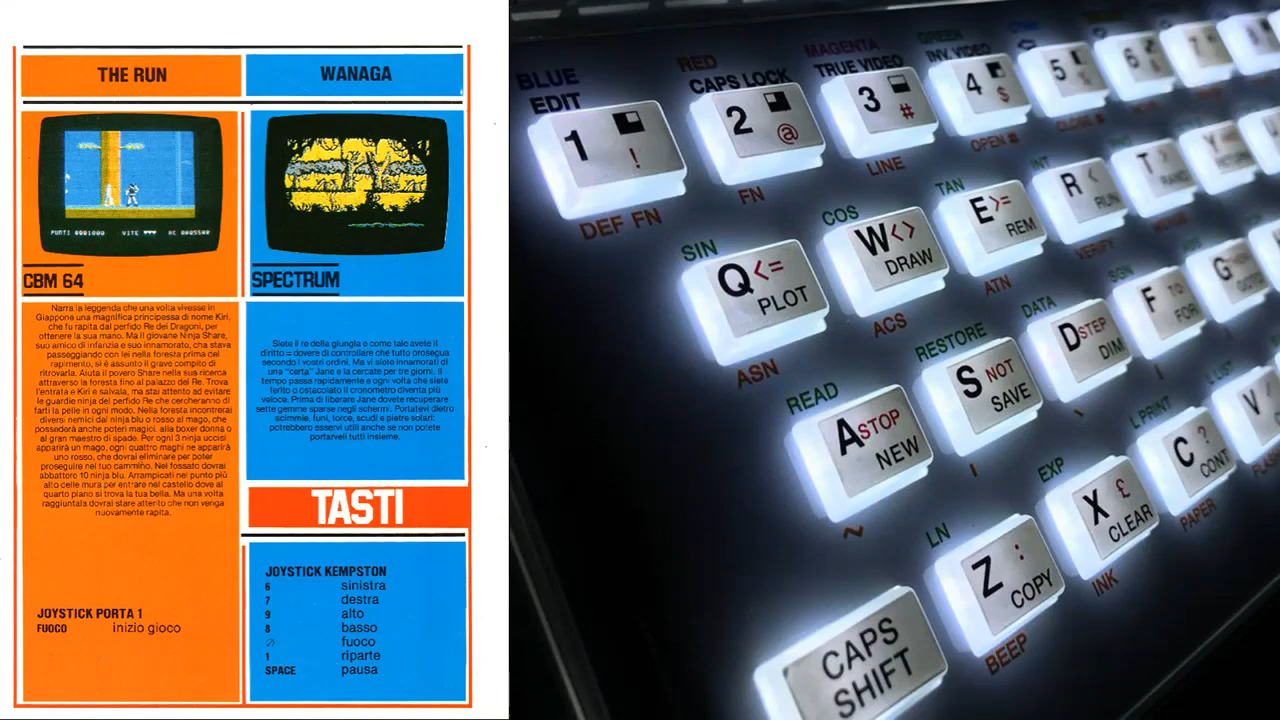 THE RUN
WANAGA
PUNTI 0001000 VITE ♥♥♥ HC 0005500
CBM 64
SPECTRUM
Narra la leggenda che una volta vivesse in
Giappone una magnifica principessa di nome Kiri,
che fu rapita dal perfido Re dei Dragoni, per
ottenere la sua mano. Ma il giovane Ninja Share,
suo amico di infanzia e suo innamorato, cha stava
passeggiando con lei nella foresta prima del
rapimento, si è assunto il grave compito di
ritrovarla. Aiuta il povero Share nella sua ricerca
attraverso la foresta fino al palazzo del Re. Trova
l'entrata e Kiri e salvala, ma stai attento ad evitare
le guardie ninja del perfido Re che cercheranno di
farti la pelle in ogni modo. Nella foresta incontrerai
diversi nemici dal ninja blu o rosso al mago, che
possederà anche poteri magici, alla boxer donna o
al gran maestro di spade. Per ogni 3 ninja uccisi
apparirà un mago, ogni quattro maghi ne apparirà
uno rosso, che dovrai eliminare per poter
proseguire nel tuo cammino. Nel fossato dovrai
abbattere 10 ninja blu. Arrampicati nel punto più
alto celle mura per entrare nel castello dove al
quarto piano si trova la tua bella. Ma una volta
raggiuntala dovrai stare attento che non venga
nuovamente rapita.
JOYSTICK PORTA 1
FUOCO inizio gioco
Siete il re della giungla e come tale avete il
diritto = dovere di controllare che tutto prosegua
secondo i vostri ordini. Ma vi siete innamorati di
una "certa" Jane e la cercate per tre giorni. Il
tempo passa rapidamente e ogni volta che siete
ferito o ostacolato il cronometro diventa più
veloce. Prima di liberare Jane dovete recuperare
sette gemme sparse negli schermi. Portatevi dietro
scimmie, funi, torce, scudi e pietre solari:
potrebbero esservi utili anche se non potete
portarveli tutti insieme.
TASTI
JOYSTICK KEMPSTON
6 sinistra
7 destra
9 alto
8 basso
∅ fuoco
1 riparte
SPACE pausa
BLUE RED MAGENTA GREEN
EDIT CAPS LOCK TRUE VIDEO INV. VIDEO
1 ! 2 @ 3 # 4 $ 5 6
DEF FN FN LINE OPEN # CLOSE #
SIN COS TAN INT
Q <= PLOT W <> DRAW E >= REM R < RUN T > RAND Y
ASN ACS ATN VERIFY
READ RESTORE DATA SGN
A STOP NEW S NOT SAVE D STEP DIM F TO FOR G
~ | \
LN EXP L PRINT L LIST
CAPS SHIFT Z : COPY X £ CLEAR C ? CONT V
BEEP INK PAPER